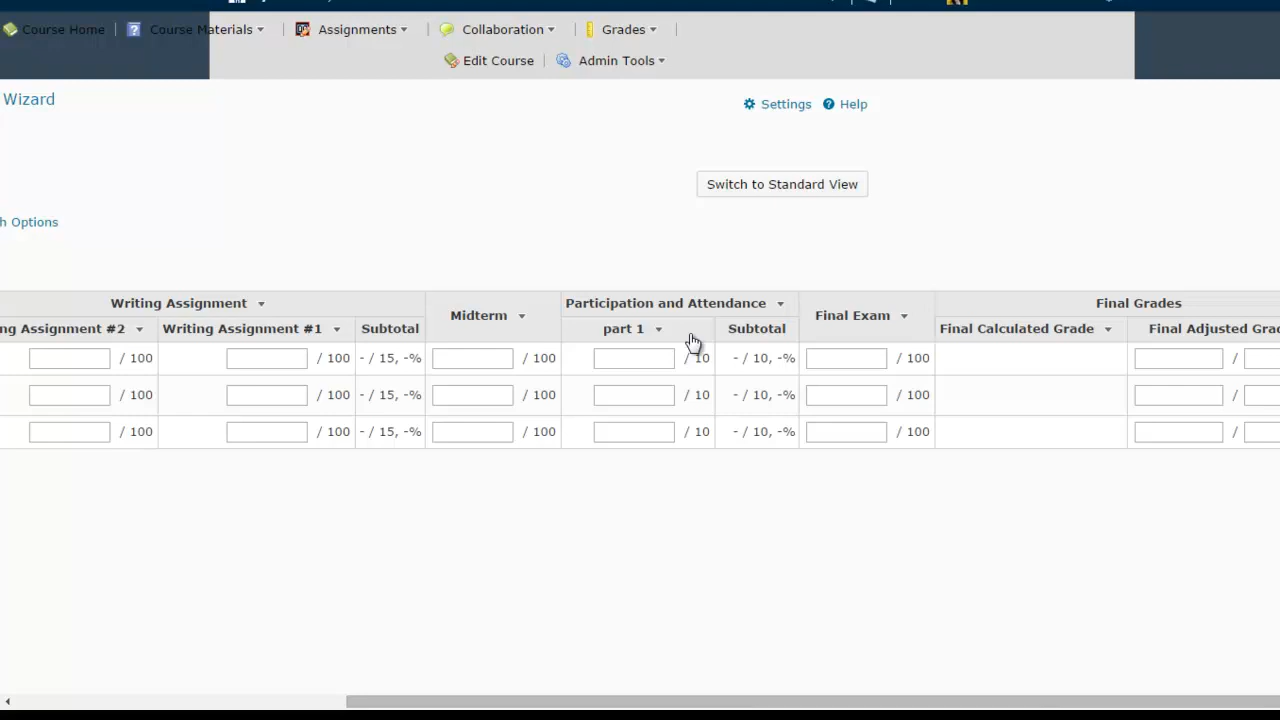 Course Home Course Materials Assignments Collaboration Grades
Edit Course Admin Tools
Wizard
Settings Help
Switch to Standard View
h Options
Writing Assignment Midterm Participation and Attendance Final Exam Final Grades
ng Assignment #2 Writing Assignment #1 Subtotal part 1 Subtotal Final Calculated Grade Final Adjusted Grad
/ 100 / 100 - / 15, -% / 100 / 10 - / 10, -% / 100 /
/ 100 / 100 - / 15, -% / 100 / 10 - / 10, -% / 100 /
/ 100 / 100 - / 15, -% / 100 / 10 - / 10, -% / 100 /